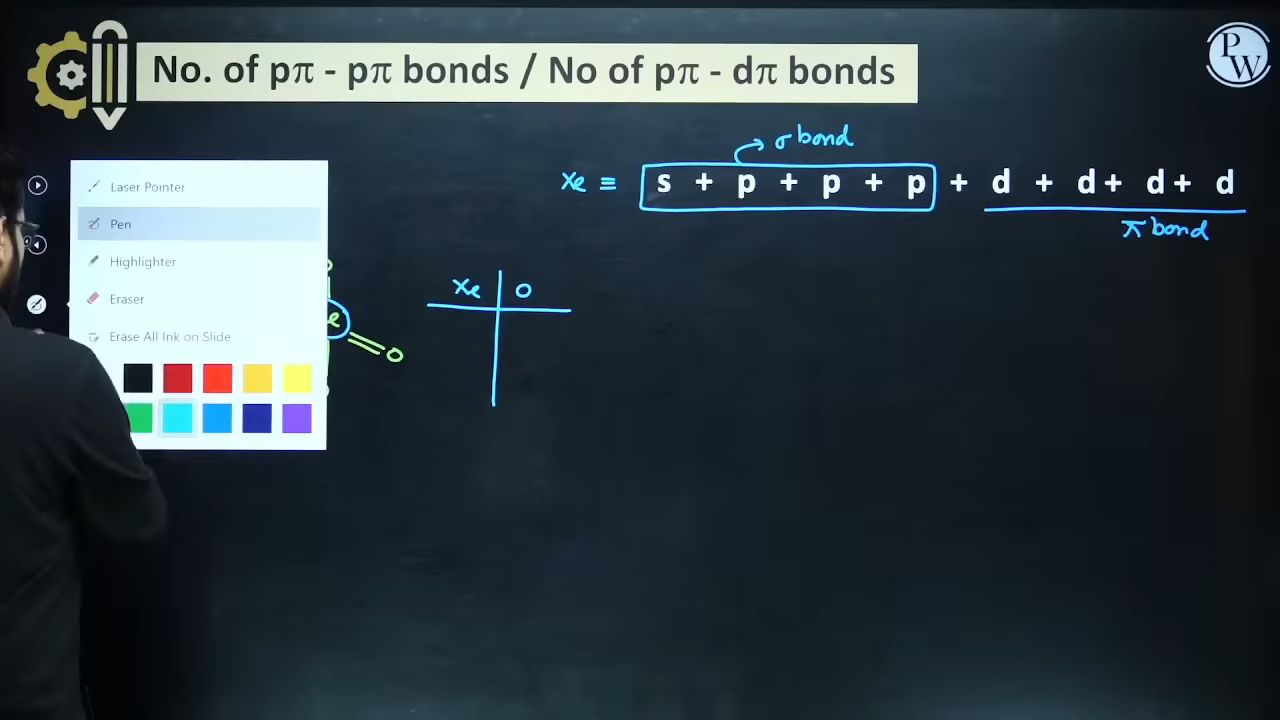 No. of pπ - pπ bonds / No of pπ - dπ bonds
PW
σ bond
Xe ≡ s + p + p + p + d + d + d + d
π bond
Laser Pointer
Pen
Highlighter
Eraser
Erase All Ink on Slide
e
O
Xe O